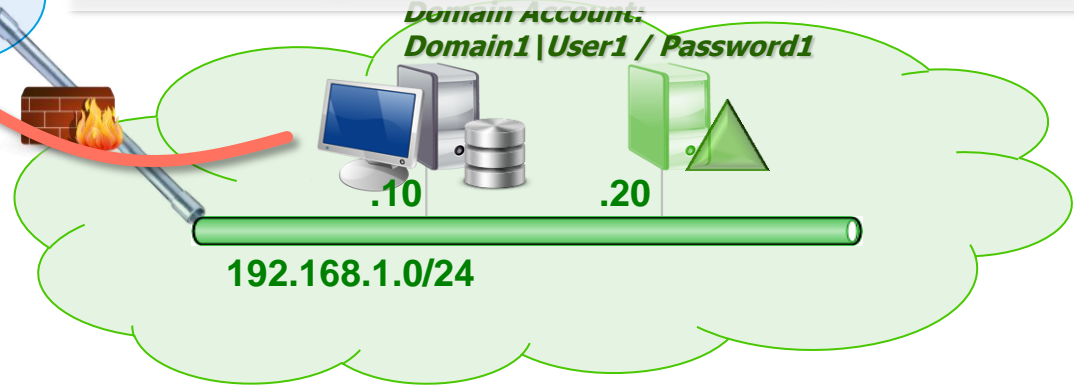 Domain Account:
Domain1\User1 / Password1
.10
.20
192.168.1.0/24